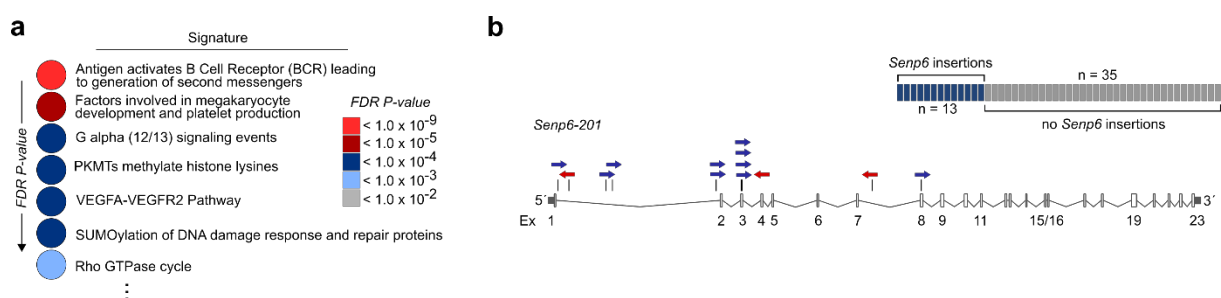 a
Signature
FDR P-value
Antigen activates B Cell Receptor (BCR) leading
to generation of second messengers
Factors involved in megakaryocyte
development and platelet production
G alpha (12/13) signaling events
PKMTs methylate histone lysines
VEGFA-VEGFR2 Pathway
SUMOylation of DNA damage response and repair proteins
Rho GTPase cycle
⋮
FDR P-value
< 1.0 x 10⁻⁹
< 1.0 x 10⁻⁵
< 1.0 x 10⁻⁴
< 1.0 x 10⁻³
< 1.0 x 10⁻²
b
Senp6 insertions
n = 35
n = 13
no Senp6 insertions
Senp6-201
5´ 3´
Ex 1 2 3 4 5 6 7 8 9 11 15/16 19 23